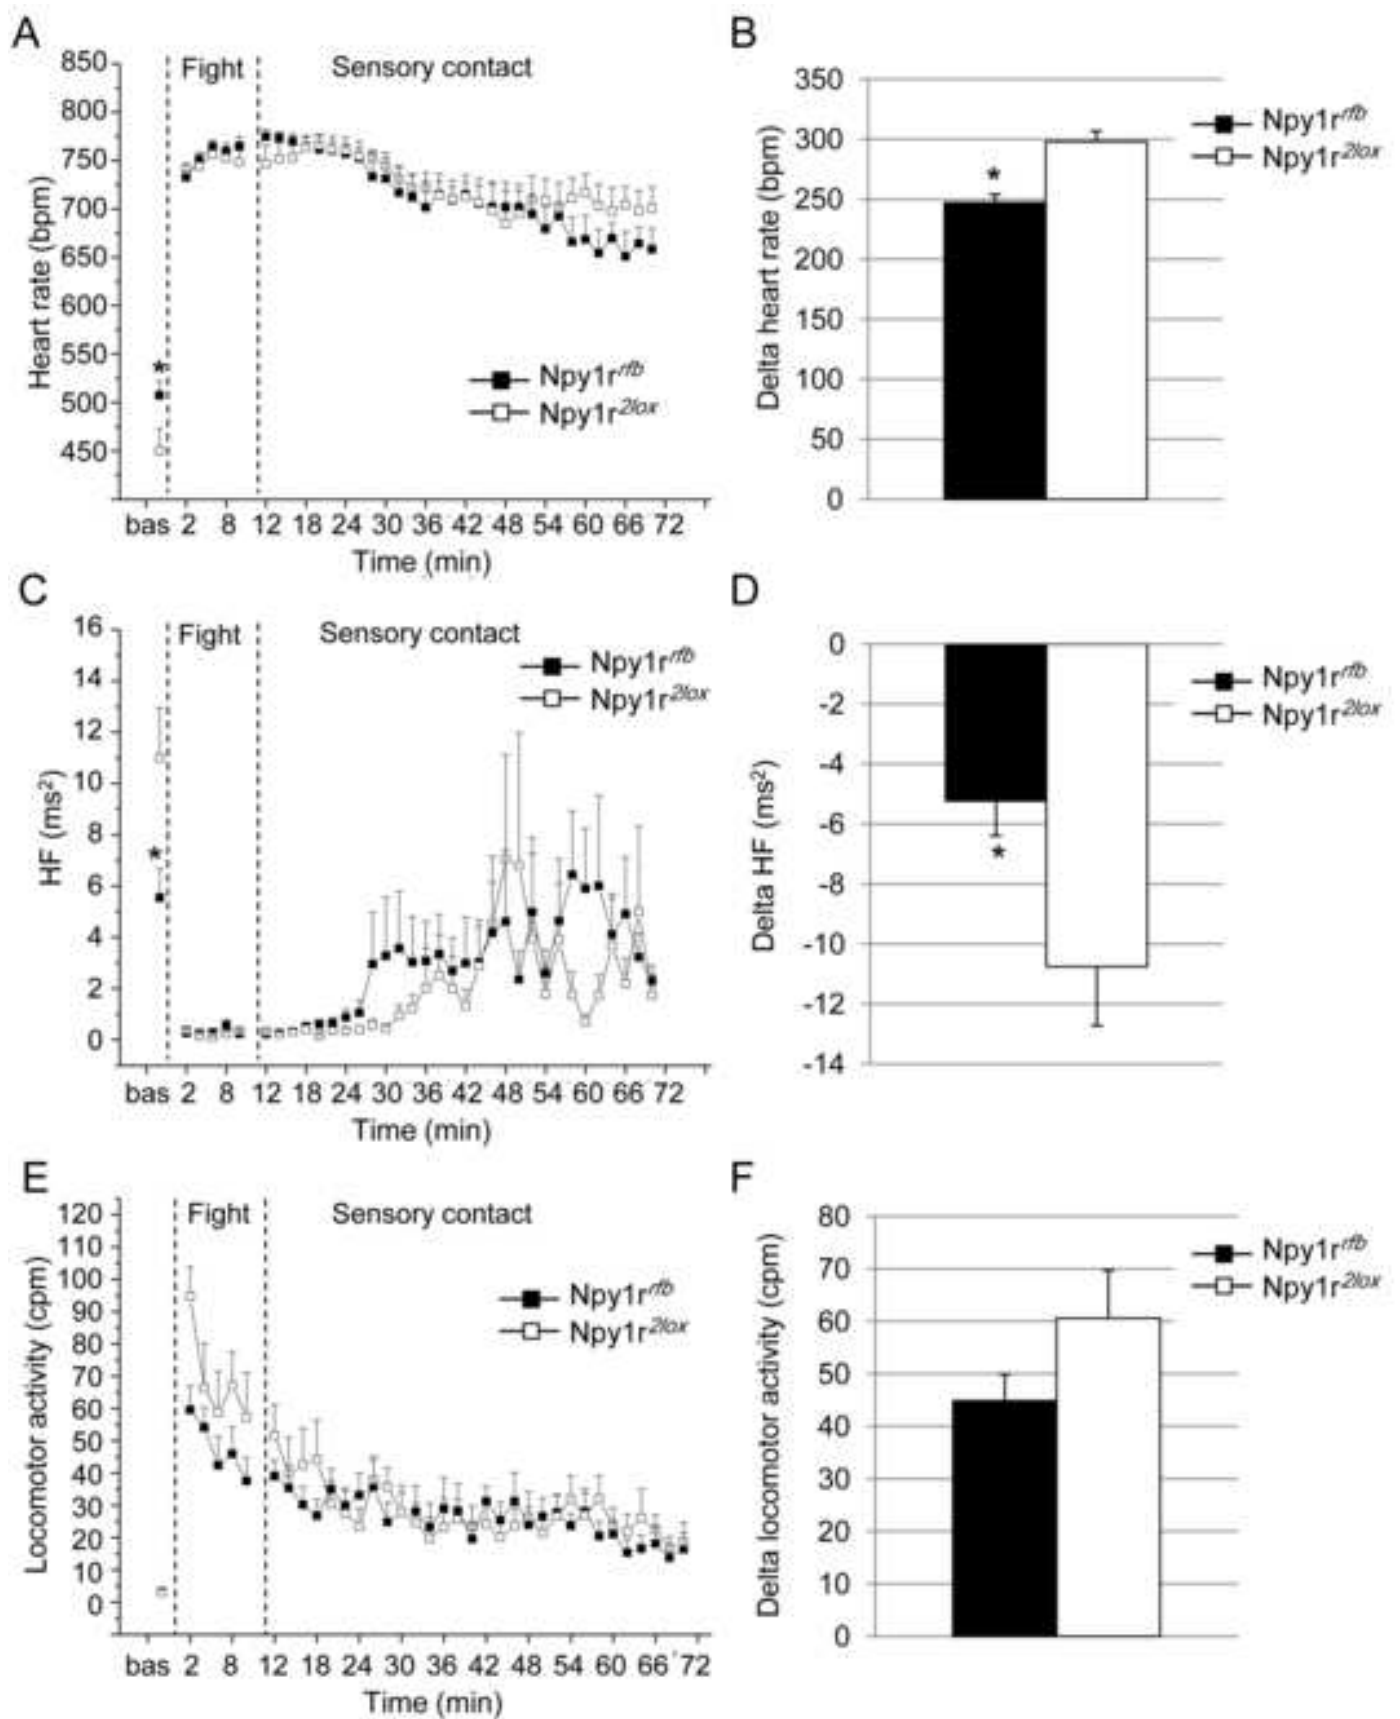 A
850
800
750
700
650
600
550
500
450
Heart rate (bpm)
Fight
Sensory contact
*
Npy1r^rfb
Npy1r^2lox
bas 2 8 12 18 24 30 36 42 48 54 60 66 72
Time (min)
B
350
300
250
200
150
100
50
0
Delta heart rate (bpm)
*
Npy1r^rfb
Npy1r^2lox
C
16
14
12
10
8
6
4
2
0
HF (ms²)
Fight
Sensory contact
*
Npy1r^rfb
Npy1r^2lox
bas 2 8 12 18 24 30 36 42 48 54 60 66 72
Time (min)
D
0
-2
-4
-6
-8
-10
-12
-14
Delta HF (ms²)
*
Npy1r^rfb
Npy1r^2lox
E
120
110
100
90
80
70
60
50
40
30
20
10
0
Locomotor activity (cpm)
Fight
Sensory contact
Npy1r^rfb
Npy1r^2lox
bas 2 8 12 18 24 30 36 42 48 54 60 66 72
Time (min)
F
80
70
60
50
40
30
20
10
0
Delta locomotor activity (cpm)
Npy1r^rfb
Npy1r^2lox